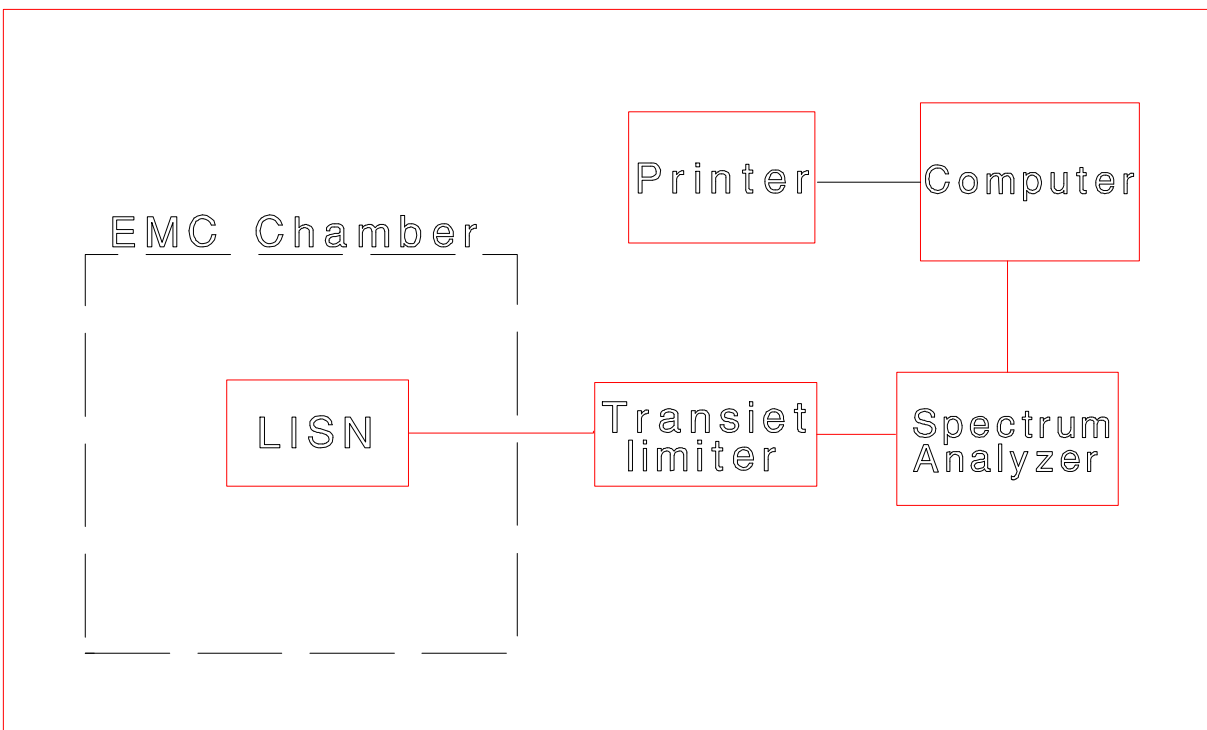 Printer
Computer
EMC Chamber
LISN
Transiet
limiter
Spectrum
Analyzer